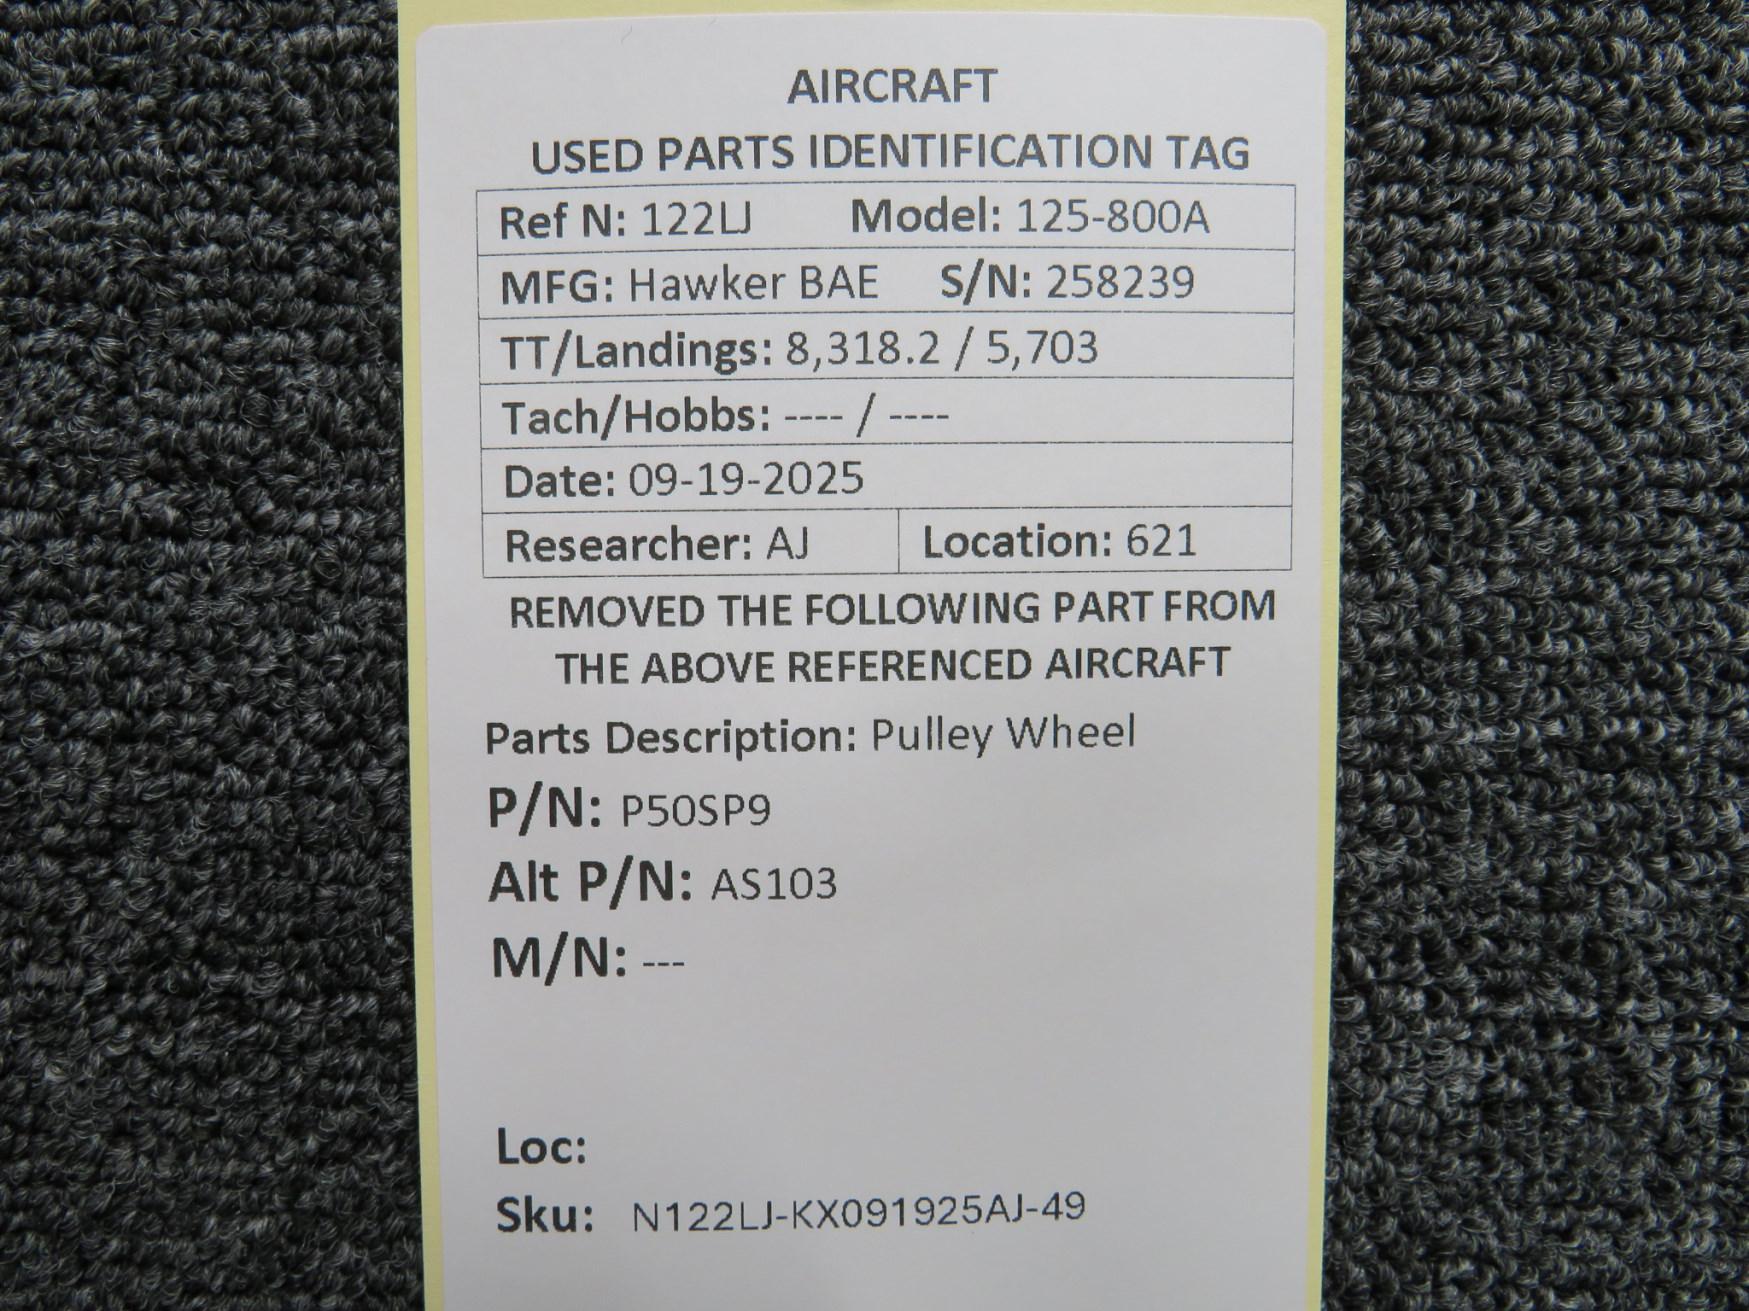 AIRCRAFT
USED PARTS IDENTIFICATION TAG
Ref N: 122LJ Model: 125-800A
MFG: Hawker BAE S/N: 258239
TT/Landings: 8,318.2 / 5,703
Tach/Hobbs: ---- / ----
Date: 09-19-2025
Researcher: AJ Location: 621
REMOVED THE FOLLOWING PART FROM
THE ABOVE REFERENCED AIRCRAFT
Parts Description: Pulley Wheel
P/N: P50SP9
Alt P/N: AS103
M/N: ---
Loc:
Sku: N122LJ-KX091925AJ-49